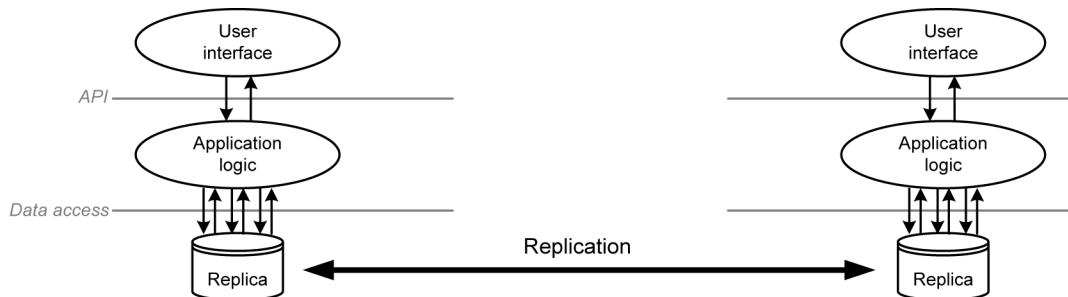 User
interface
User
interface
API
Application
logic
Application
logic
Data access
Replication
Replica
Replica